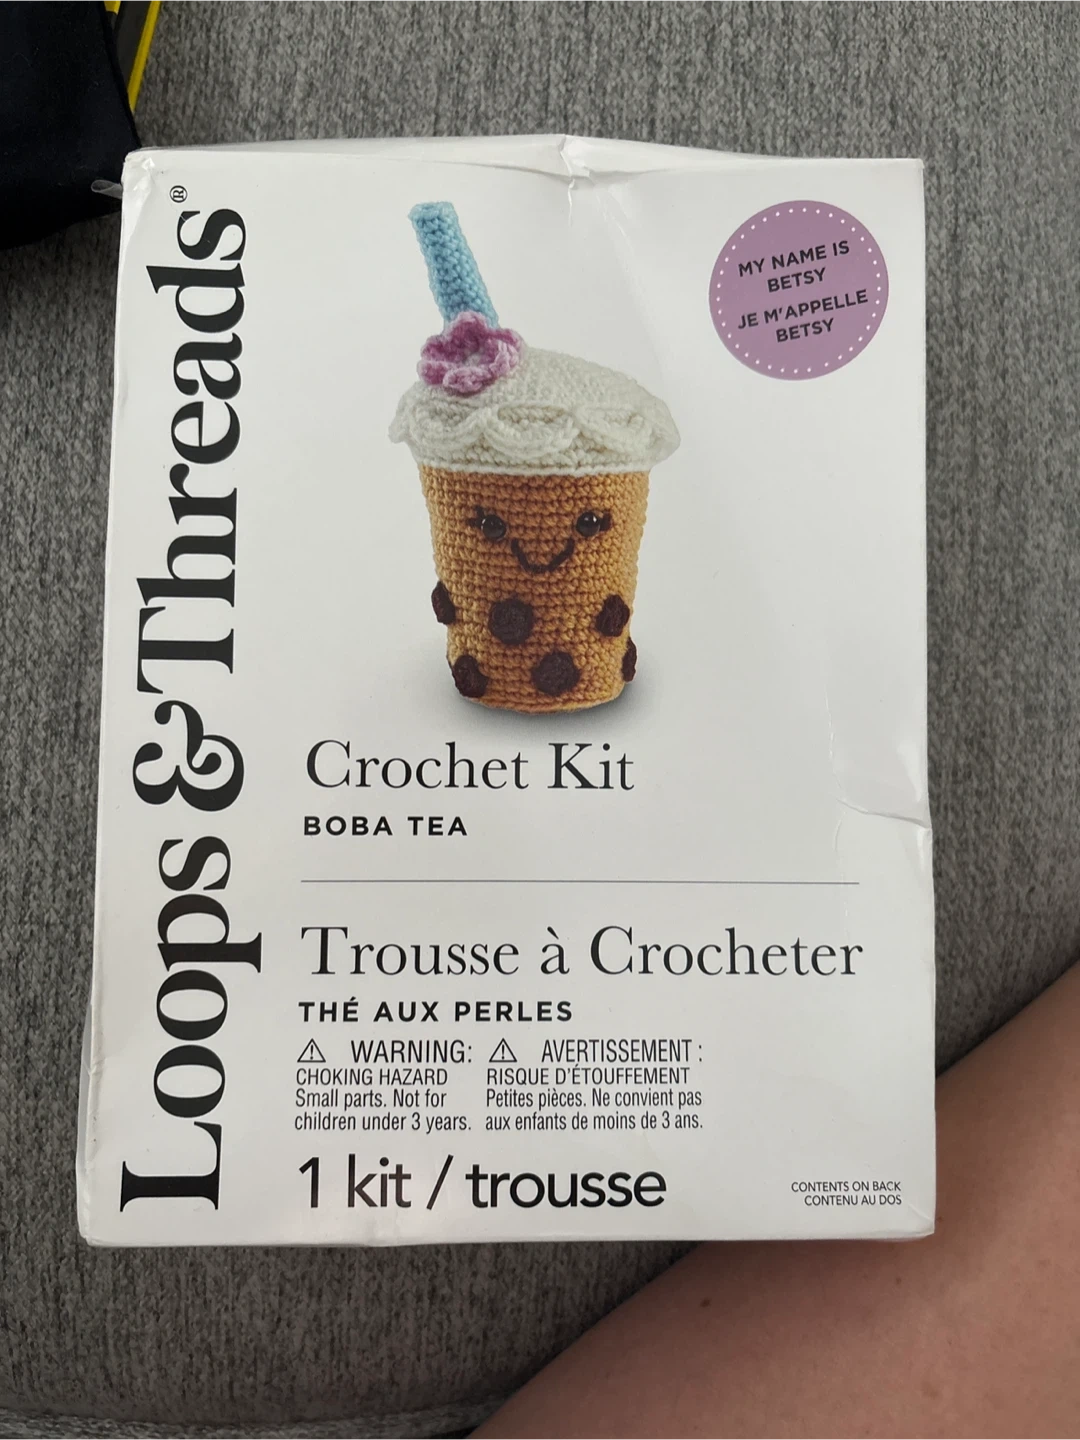 Loops & Threads®
MY NAME IS
BETSY
JE M'APPELLE
BETSY
Crochet Kit
BOBA TEA
Trousse à Crocheter
THÉ AUX PERLES
⚠ WARNING:
CHOKING HAZARD
Small parts. Not for
children under 3 years.
⚠ AVERTISSEMENT :
RISQUE D'ÉTOUFFEMENT
Petites pièces. Ne convient pas
aux enfants de moins de 3 ans.
1 kit / trousse
CONTENTS ON BACK
CONTENU AU DOS